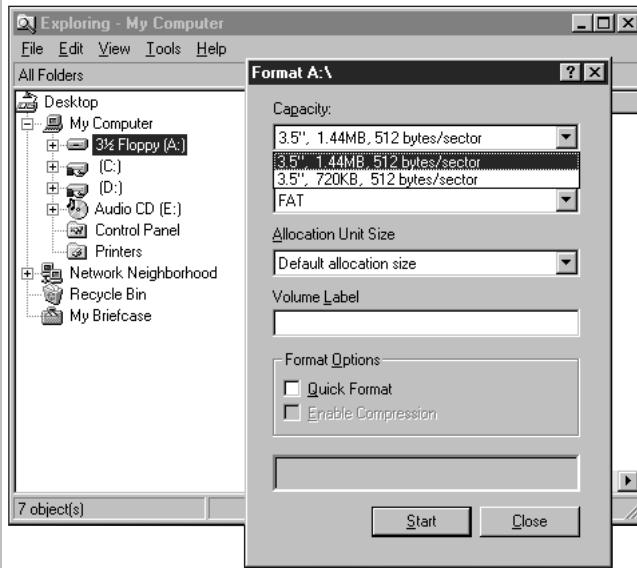 Exploring - My Computer
File Edit View Tools Help
All Folders
Desktop
My Computer
3½ Floppy (A:)
(C:)
(D:)
Audio CD (E:)
Control Panel
Printers
Network Neighborhood
Recycle Bin
My Briefcase
7 object(s)
Format A:\
Capacity:
3.5", 1.44MB, 512 bytes/sector
3.5", 1.44MB, 512 bytes/sector
3.5", 720KB, 512 bytes/sector
FAT
Allocation Unit Size
Default allocation size
Volume Label
Format Options
Quick Format
Enable Compression
Start Close